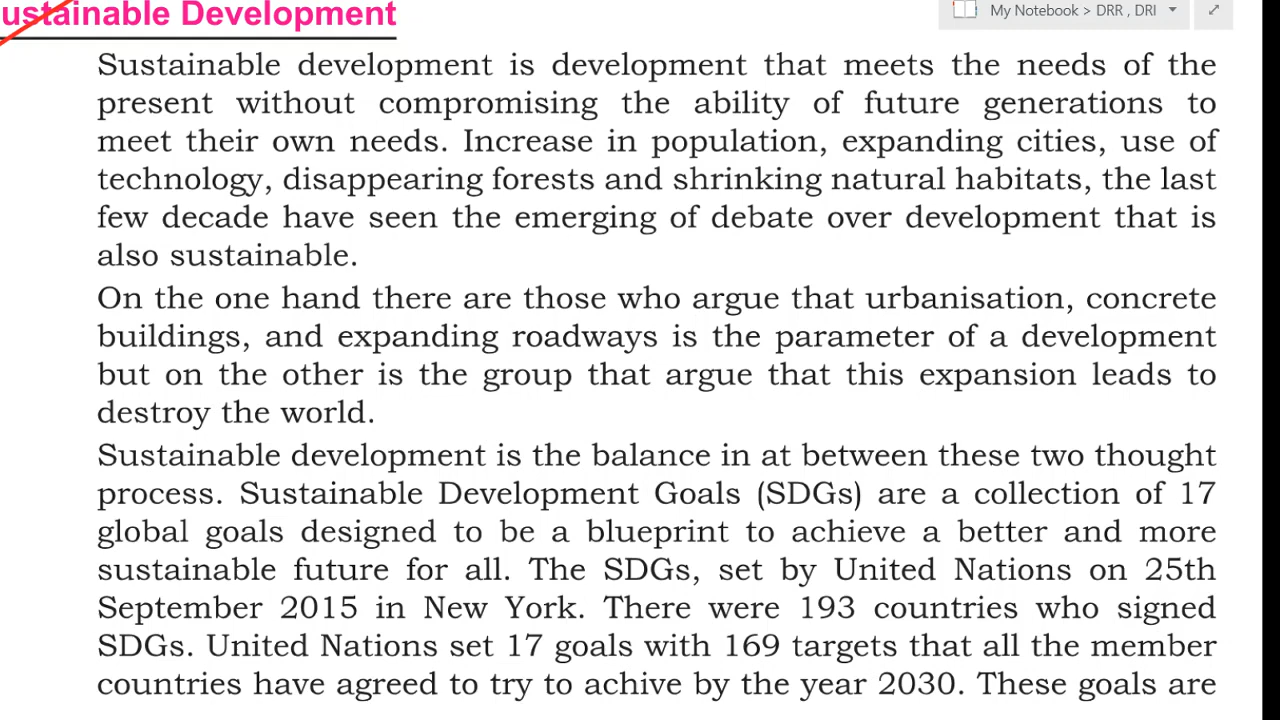 ustainable Development
My Notebook > DRR , DRI
Sustainable development is development that meets the needs of the
present without compromising the ability of future generations to
meet their own needs. Increase in population, expanding cities, use of
technology, disappearing forests and shrinking natural habitats, the last
few decade have seen the emerging of debate over development that is
also sustainable.
On the one hand there are those who argue that urbanisation, concrete
buildings, and expanding roadways is the parameter of a development
but on the other is the group that argue that this expansion leads to
destroy the world.
Sustainable development is the balance in at between these two thought
process. Sustainable Development Goals (SDGs) are a collection of 17
global goals designed to be a blueprint to achieve a better and more
sustainable future for all. The SDGs, set by United Nations on 25th
September 2015 in New York. There were 193 countries who signed
SDGs. United Nations set 17 goals with 169 targets that all the member
countries have agreed to try to achive by the year 2030. These goals are